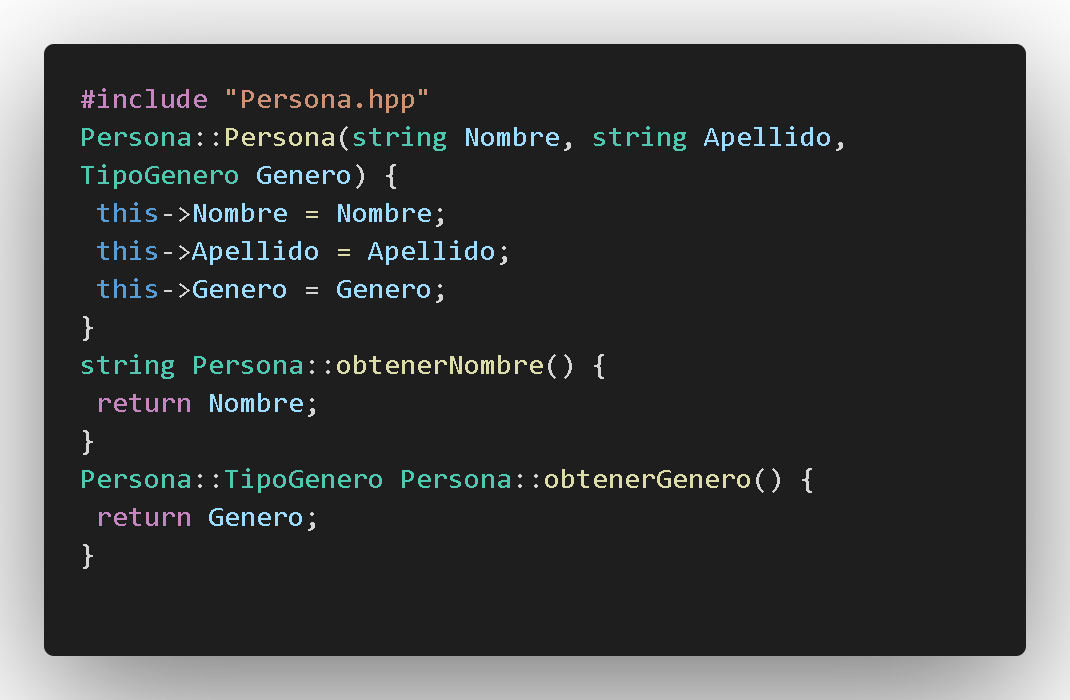 #include "Persona.hpp"
Persona::Persona(string Nombre, string Apellido,
TipoGenero Genero) {
 this->Nombre = Nombre;
 this->Apellido = Apellido;
 this->Genero = Genero;
}
string Persona::obtenerNombre() {
 return Nombre;
}
Persona::TipoGenero Persona::obtenerGenero() {
 return Genero;
}